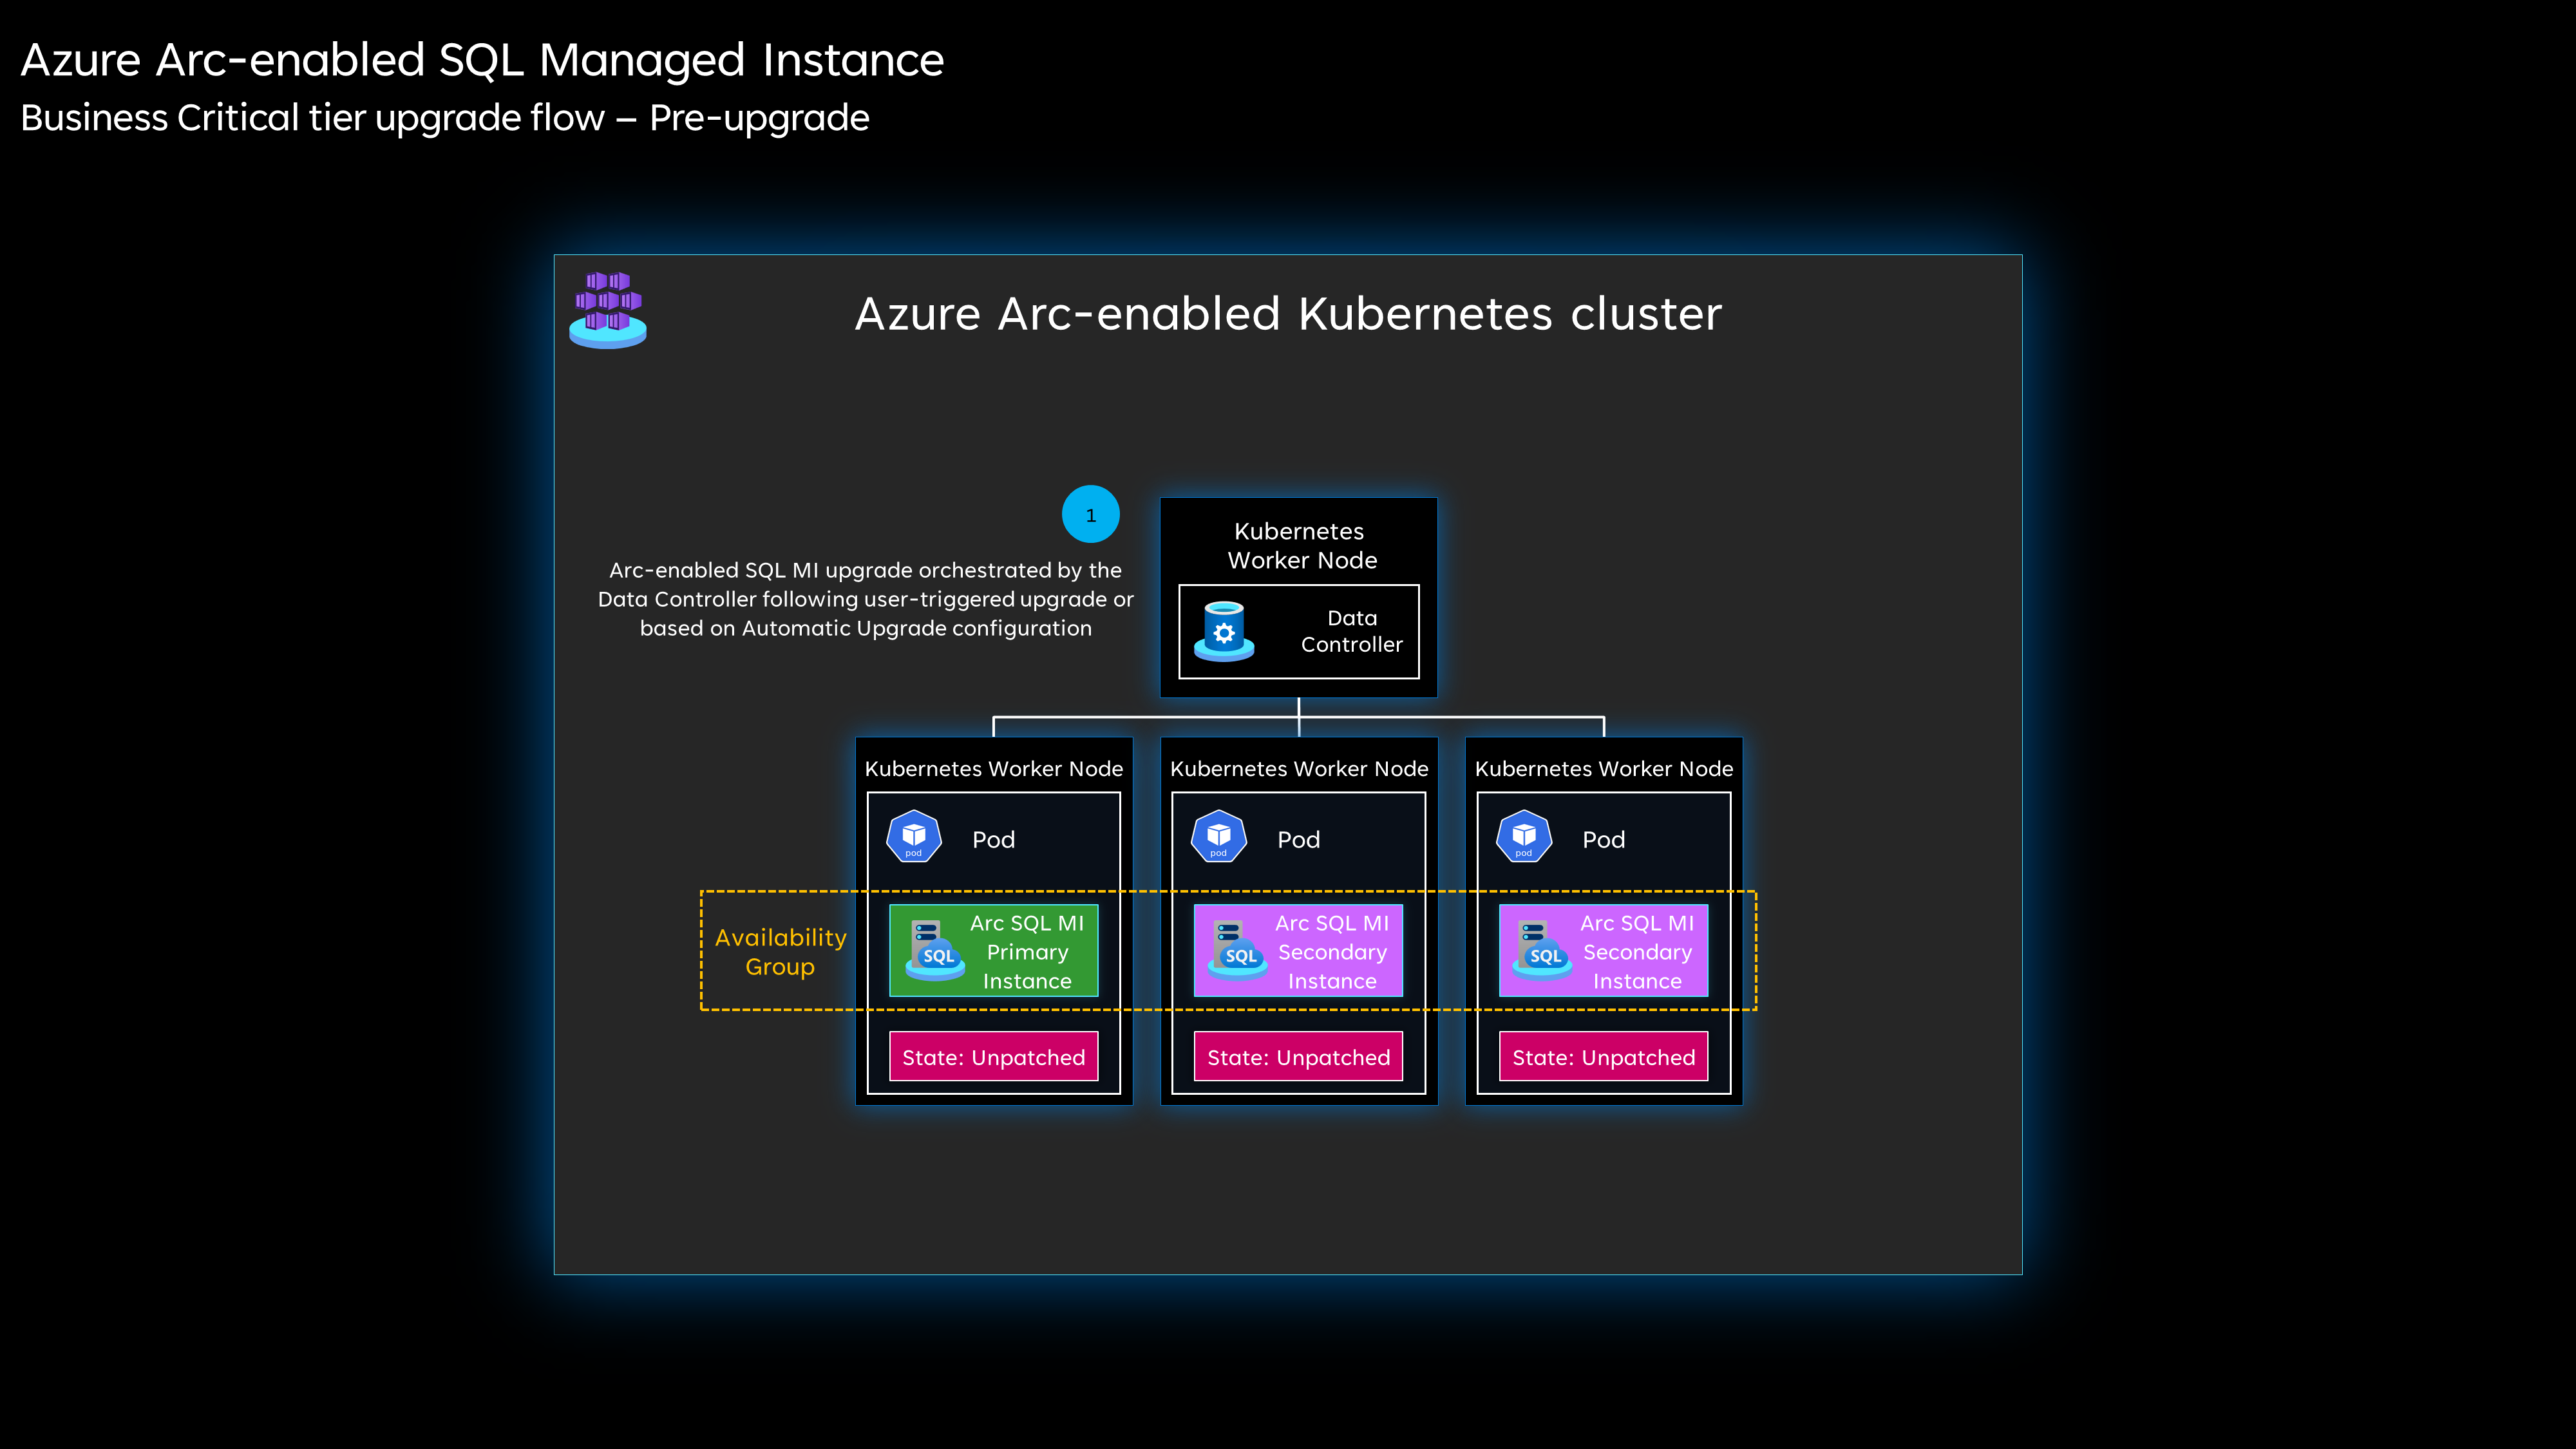 Azure Arc-enabled SQL Managed Instance
Business Critical tier upgrade flow – Pre-upgrade
Azure Arc-enabled Kubernetes cluster
1
Arc-enabled SQL MI upgrade orchestrated by the
Data Controller following user-triggered upgrade or
based on Automatic Upgrade configuration
Kubernetes
Worker Node
Data
Controller
Kubernetes Worker Node
pod
Pod
Kubernetes Worker Node
pod
Pod
Kubernetes Worker Node
pod
Pod
Availability
Group
SQL
Arc SQL MI
Primary
Instance
SQL
Arc SQL MI
Secondary
Instance
SQL
Arc SQL MI
Secondary
Instance
State: Unpatched
State: Unpatched
State: Unpatched